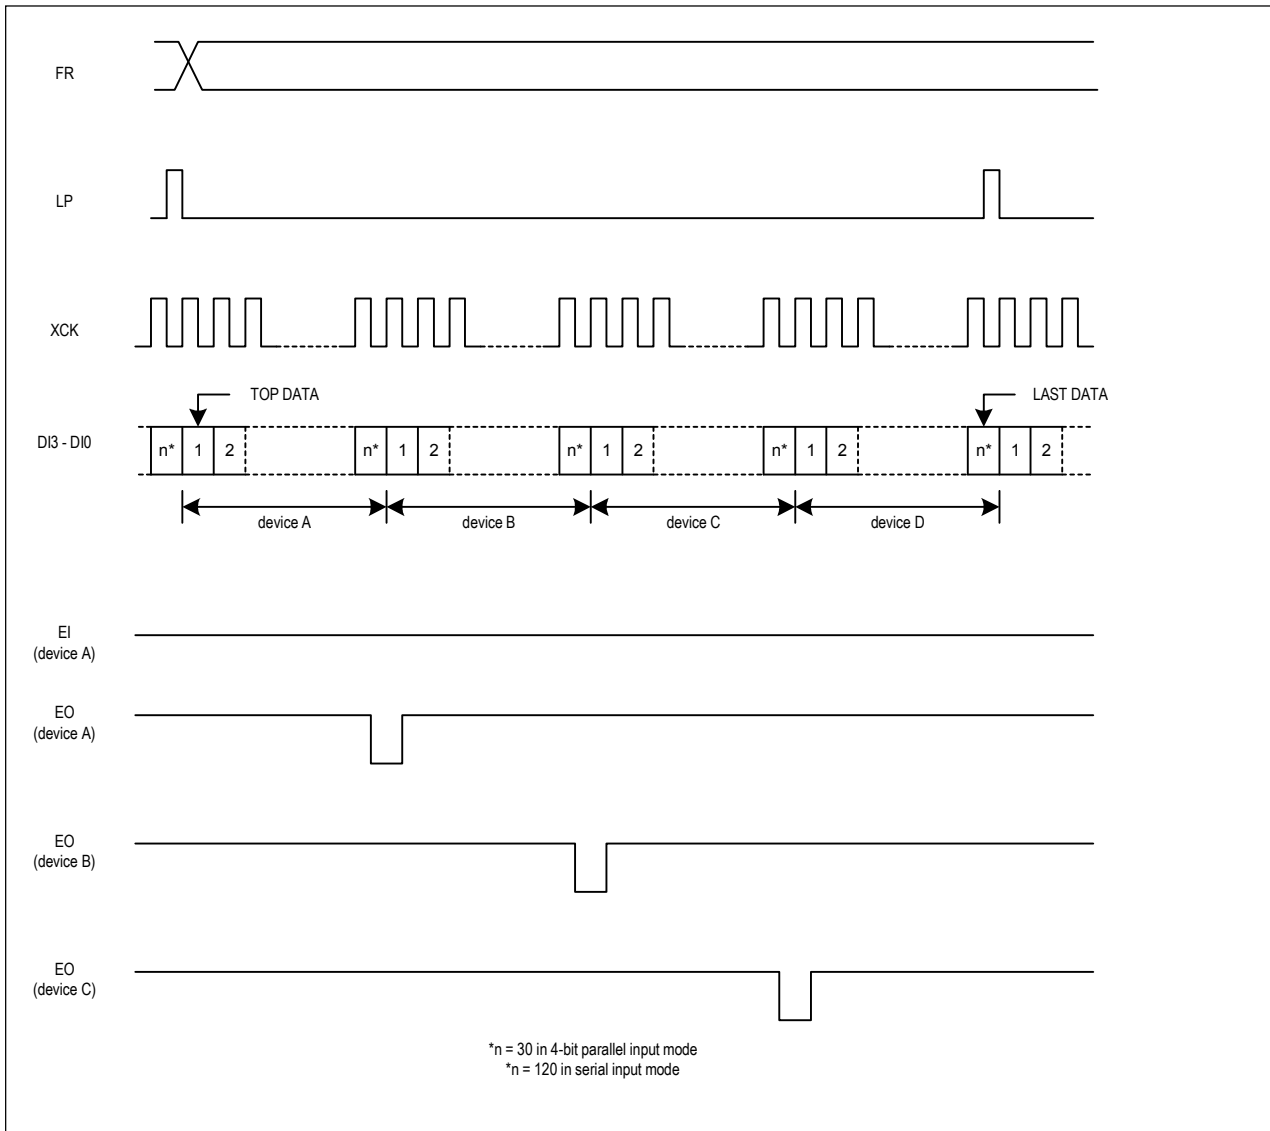 FR
LP
XCK
TOP DATA
LAST DATA
DI3 - DI0
n* 1 2 n* 1 2 n* 1 2 n* 1 2 n* 1 2
device A device B device C device D
EI
(device A)
EO
(device A)
EO
(device B)
EO
(device C)
*n = 30 in 4-bit parallel input mode
*n = 120 in serial input mode